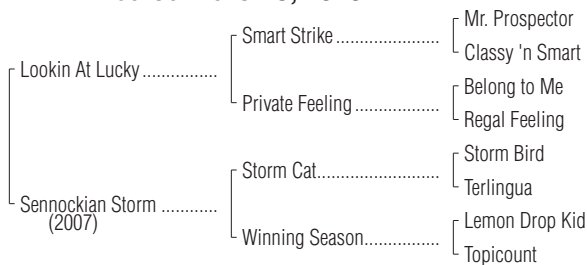 Mr. Prospector
Smart Strike
Classy 'n Smart
Lookin At Lucky
Belong to Me
Private Feeling
Regal Feeling
Storm Bird
Storm Cat
Terlingua
Sennockian Storm
(2007)
Lemon Drop Kid
Winning Season
Topicount